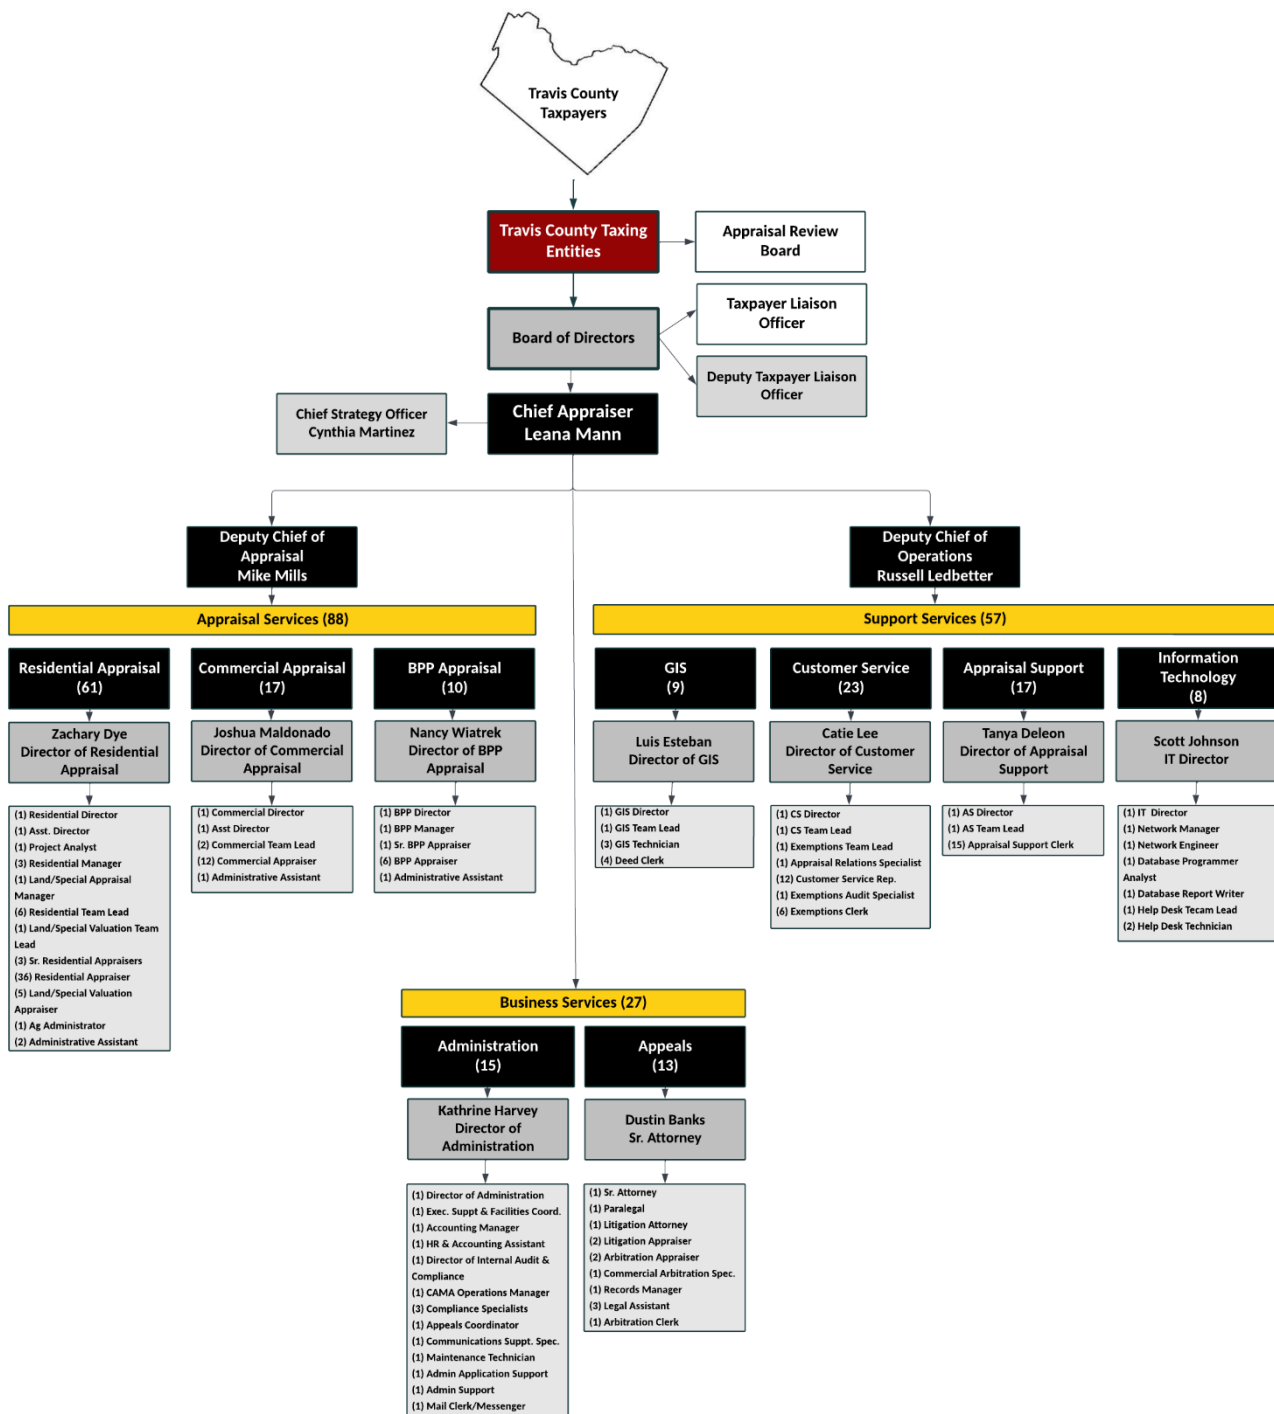 Travis County
Taxpayers
Travis County Taxing
Entities
Appraisal Review
Board
Taxpayer Liaison
Officer
Board of Directors
Deputy Taxpayer Liaison
Officer
Chief Strategy Officer
Cynthia Martinez
Chief Appraiser
Leana Mann
Deputy Chief of
Appraisal
Mike Mills
Deputy Chief of
Operations
Russell Ledbetter
Appraisal Services (88)
Residential Appraisal
(61)
Zachary Dye
Director of Residential
Appraisal
(1) Residential Director
(1) Asst. Director
(1) Project Analyst
(3) Residential Manager
(1) Land/Special Appraisal
Manager
(6) Residential Team Lead
(1) Land/Special Valuation Team
Lead
(3) Sr. Residential Appraisers
(36) Residential Appraiser
(5) Land/Special Valuation
Appraiser
(1) Ag Administrator
(2) Administrative Assistant
Commercial Appraisal
(17)
Joshua Maldonado
Director of Commercial
Appraisal
(1) Commercial Director
(1) Asst Director
(2) Commercial Team Lead
(12) Commercial Appraiser
(1) Administrative Assistant
BPP Appraisal
(10)
Nancy Wiatrek
Director of BPP
Appraisal
(1) BPP Director
(1) BPP Manager
(1) Sr. BPP Appraiser
(6) BPP Appraiser
(1) Administrative Assistant
Support Services (57)
GIS
(9)
Luis Esteban
Director of GIS
(1) GIS Director
(1) GIS Team Lead
(3) GIS Technician
(4) Deed Clerk
Customer Service
(23)
Catie Lee
Director of Customer
Service
(1) CS Director
(1) CS Team Lead
(1) Exemptions Team Lead
(1) Appraisal Relations Specialist
(12) Customer Service Rep.
(1) Exemptions Audit Specialist
(6) Exemptions Clerk
Appraisal Support
(17)
Tanya Deleon
Director of Appraisal
Support
(1) AS Director
(1) AS Team Lead
(15) Appraisal Support Clerk
Information
Technology
(8)
Scott Johnson
IT Director
(1) IT Director
(1) Network Manager
(1) Network Engineer
(1) Database Programmer
Analyst
(1) Database Report Writer
(1) Help Desk Tecam Lead
(2) Help Desk Technician
Business Services (27)
Administration
(15)
Kathrine Harvey
Director of
Administration
(1) Director of Administration
(1) Exec. Suppt & Facilities Coord.
(1) Accounting Manager
(1) HR & Accounting Assistant
(1) Director of Internal Audit &
Compliance
(1) CAMA Operations Manager
(3) Compliance Specialists
(1) Appeals Coordinator
(1) Communications Suppt. Spec.
(1) Maintenance Technician
(1) Admin Application Support
(1) Admin Support
(1) Mail Clerk/Messenger
Appeals
(13)
Dustin Banks
Sr. Attorney
(1) Sr. Attorney
(1) Paralegal
(1) Litigation Attorney
(2) Litigation Appraiser
(2) Arbitration Appraiser
(1) Commercial Arbitration Spec.
(1) Records Manager
(3) Legal Assistant
(1) Arbitration Clerk